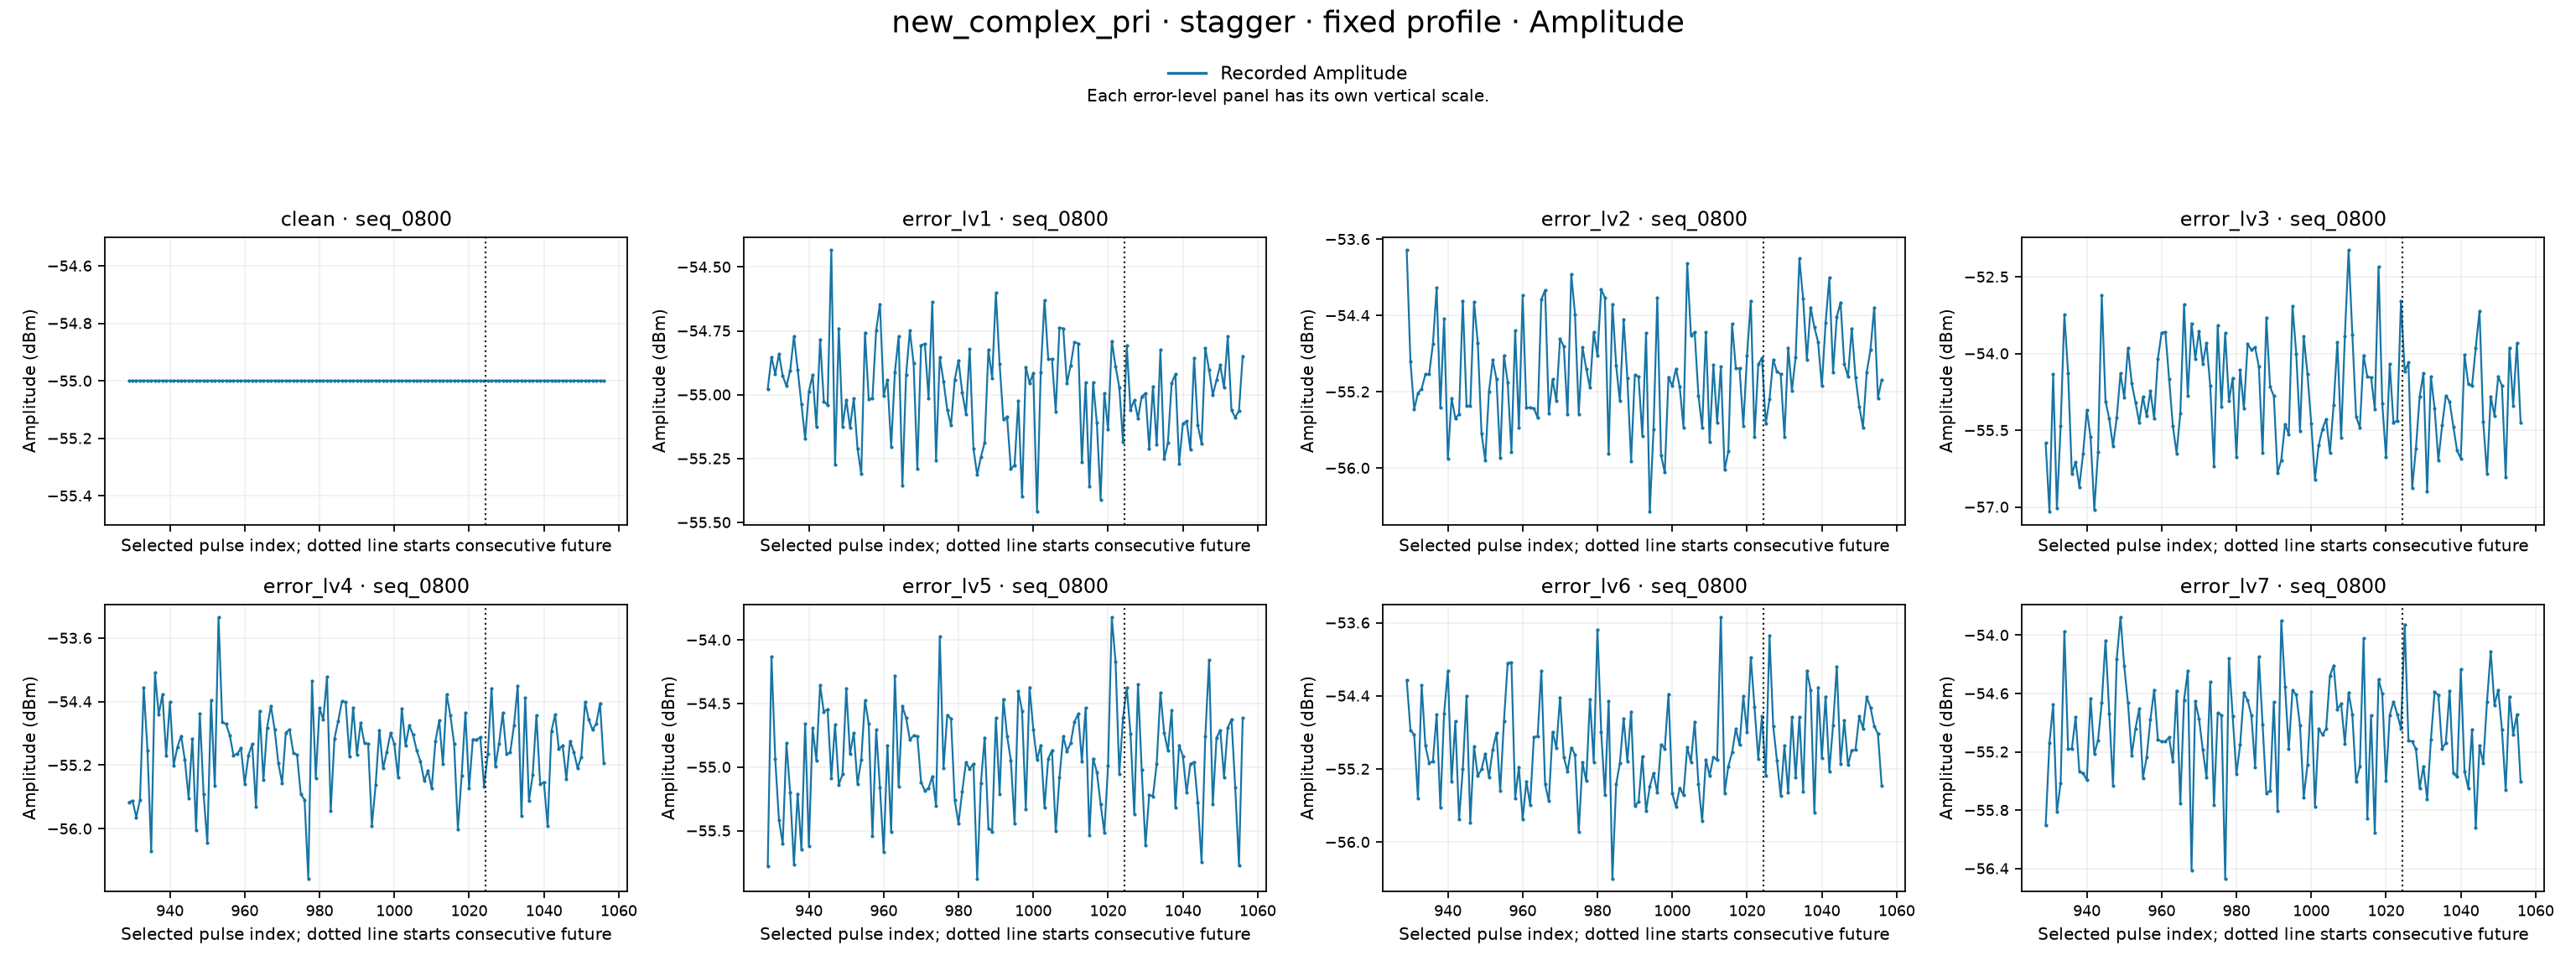 new_complex_pri · stagger · fixed profile · Amplitude
Recorded Amplitude
Each error-level panel has its own vertical scale.
clean · seq_0800
−54.6
−54.8
−55.0
−55.2
−55.4
Amplitude (dBm)
Selected pulse index; dotted line starts consecutive future
error_lv1 · seq_0800
−54.50
−54.75
−55.00
−55.25
−55.50
Amplitude (dBm)
Selected pulse index; dotted line starts consecutive future
error_lv2 · seq_0800
−53.6
−54.4
−55.2
−56.0
Amplitude (dBm)
Selected pulse index; dotted line starts consecutive future
error_lv3 · seq_0800
−52.5
−54.0
−55.5
−57.0
Amplitude (dBm)
Selected pulse index; dotted line starts consecutive future
error_lv4 · seq_0800
−53.6
−54.4
−55.2
−56.0
Amplitude (dBm)
940 960 980 1000 1020 1040 1060
Selected pulse index; dotted line starts consecutive future
error_lv5 · seq_0800
−54.0
−54.5
−55.0
−55.5
Amplitude (dBm)
940 960 980 1000 1020 1040 1060
Selected pulse index; dotted line starts consecutive future
error_lv6 · seq_0800
−53.6
−54.4
−55.2
−56.0
Amplitude (dBm)
940 960 980 1000 1020 1040 1060
Selected pulse index; dotted line starts consecutive future
error_lv7 · seq_0800
−54.0
−54.6
−55.2
−55.8
−56.4
Amplitude (dBm)
940 960 980 1000 1020 1040 1060
Selected pulse index; dotted line starts consecutive future